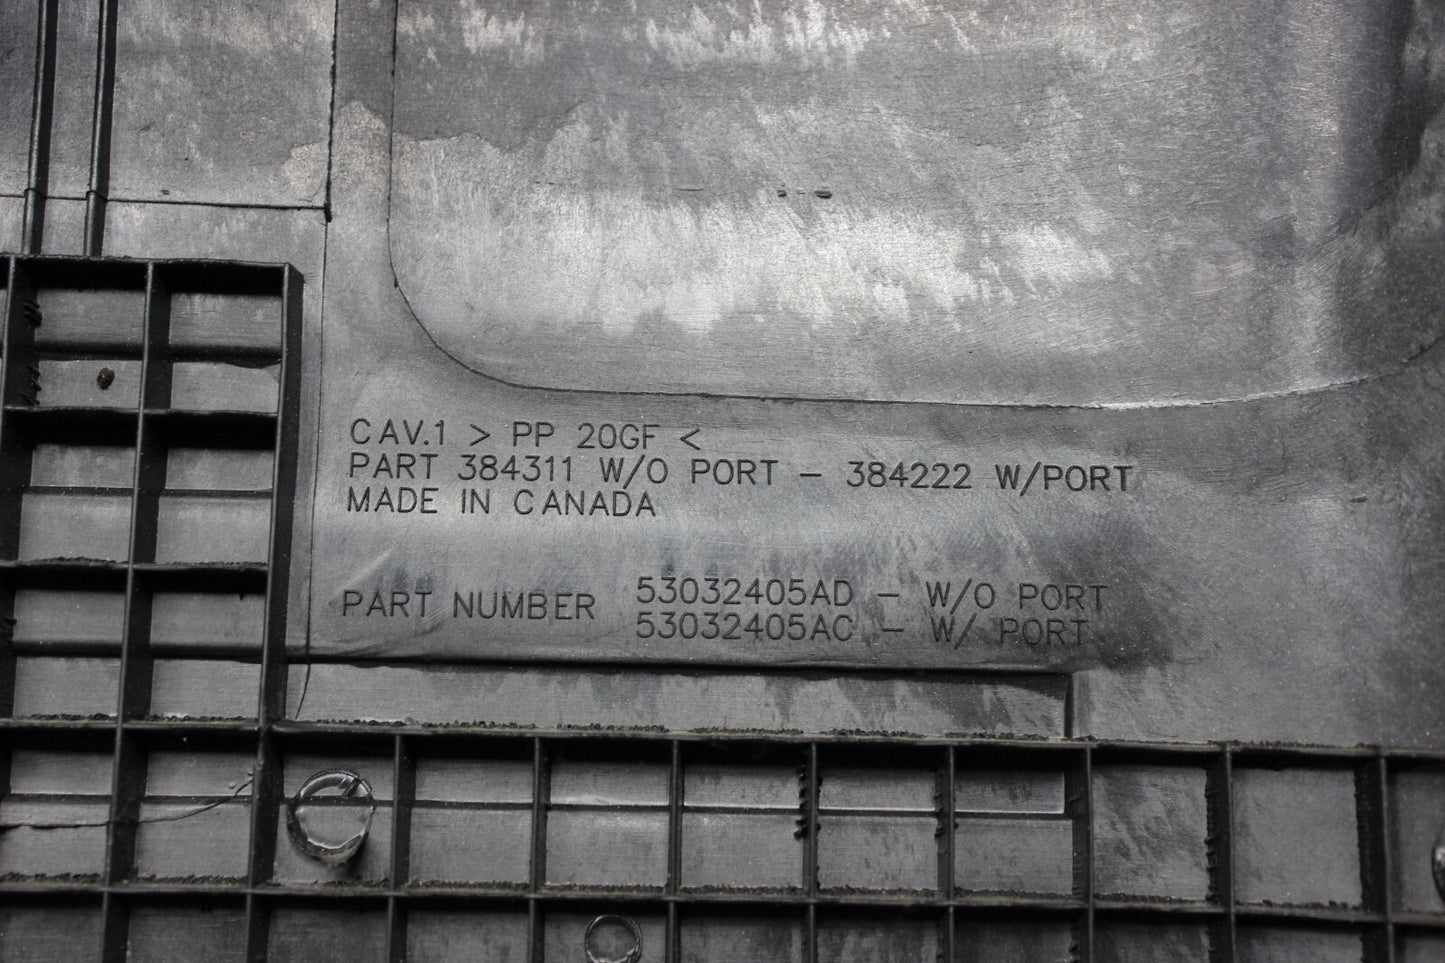 CAV.1 > PP 20GF <
PART 384311 W/O PORT - 384222 W/PORT
MADE IN CANADA
PART NUMBER 53032405AD - W/O PORT
53032405AC - W/ PORT